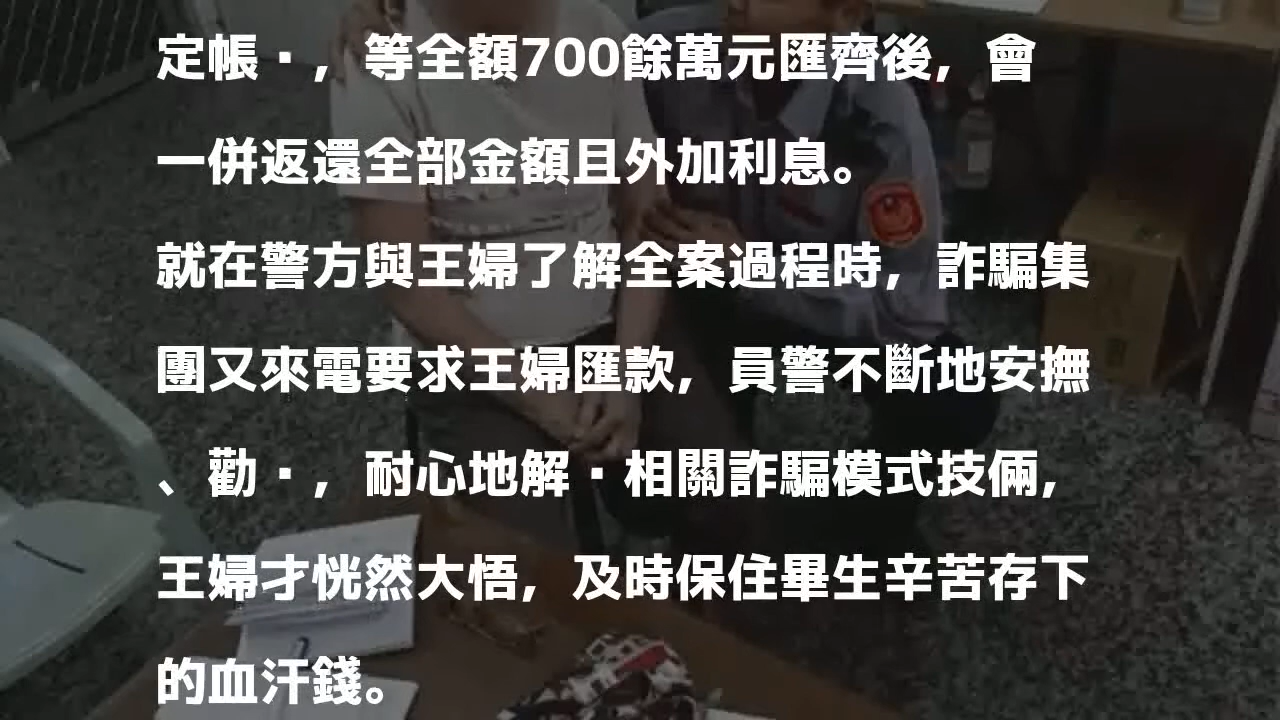 定帳▪，等全額700餘萬元匯齊後，會
一併返還全部金額且外加利息。
就在警方與王婦了解全案過程時，詐騙集
團又來電要求王婦匯款，員警不斷地安撫
、勸▪，耐心地解▪相關詐騙模式技倆，
王婦才恍然大悟，及時保住畢生辛苦存下
的血汗錢。